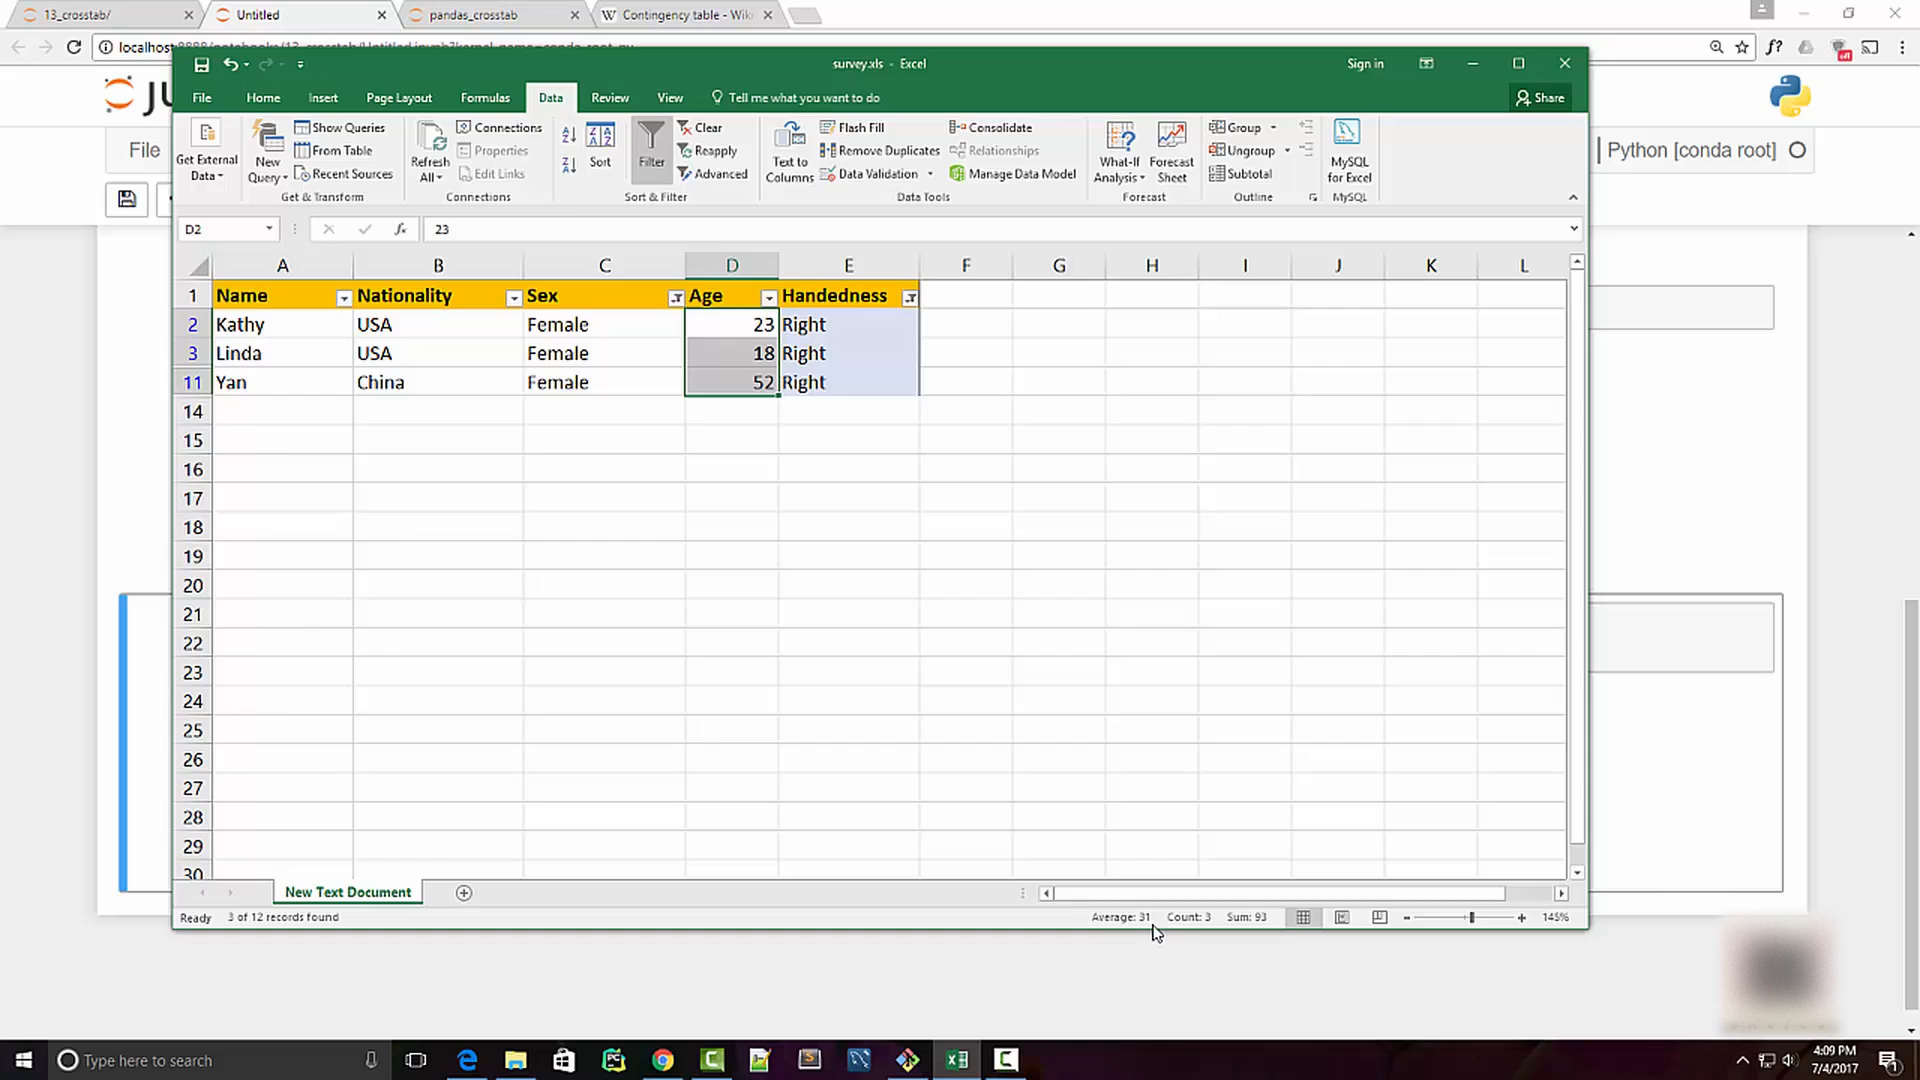 13_crosstab/
Untitled
pandas_crosstab
Contingency table - Wiki
survey.xls - Excel
Sign in
File Home Insert Page Layout Formulas Data Review View Tell me what you want to do
Share
Get External Data
New Query
Show Queries
From Table
Recent Sources
Get & Transform
Refresh All
Connections
Properties
Edit Links
Connections
Sort
Filter
Clear
Reapply
Advanced
Sort & Filter
Text to Columns
Flash Fill
Remove Duplicates
Data Validation
Consolidate
Relationships
Manage Data Model
Data Tools
What-If Analysis
Forecast Sheet
Forecast
Group
Ungroup
Subtotal
Outline
MySQL for Excel
MySQL
File
Python [conda root]
D2
fx
23
A B C D E F G H I J K L
1 Name Nationality Sex Age Handedness
2 Kathy USA Female 23 Right
3 Linda USA Female 18 Right
11 Yan China Female 52 Right
14
15
16
17
18
19
20
21
22
23
24
25
26
27
28
29
30
New Text Document
Ready 3 of 12 records found
Average: 31 Count: 3 Sum: 93
145%
Type here to search
4:09 PM
7/4/2017